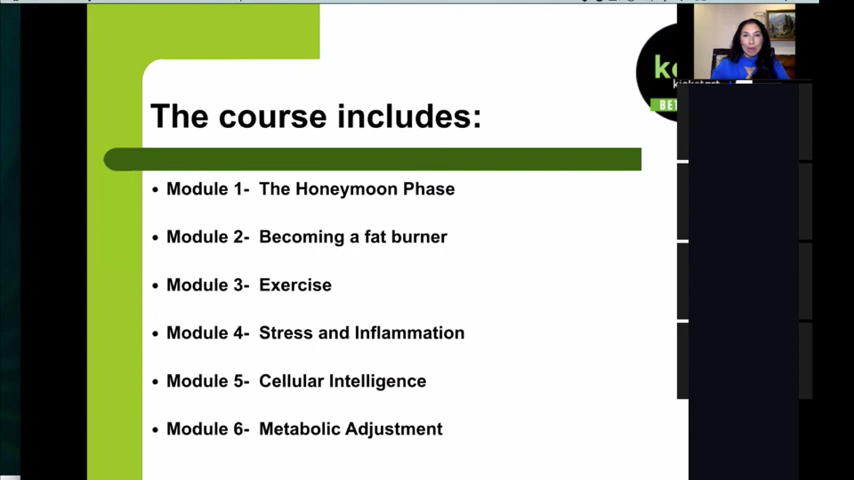 The course includes:
• Module 1- The Honeymoon Phase
• Module 2- Becoming a fat burner
• Module 3- Exercise
• Module 4- Stress and Inflammation
• Module 5- Cellular Intelligence
• Module 6- Metabolic Adjustment